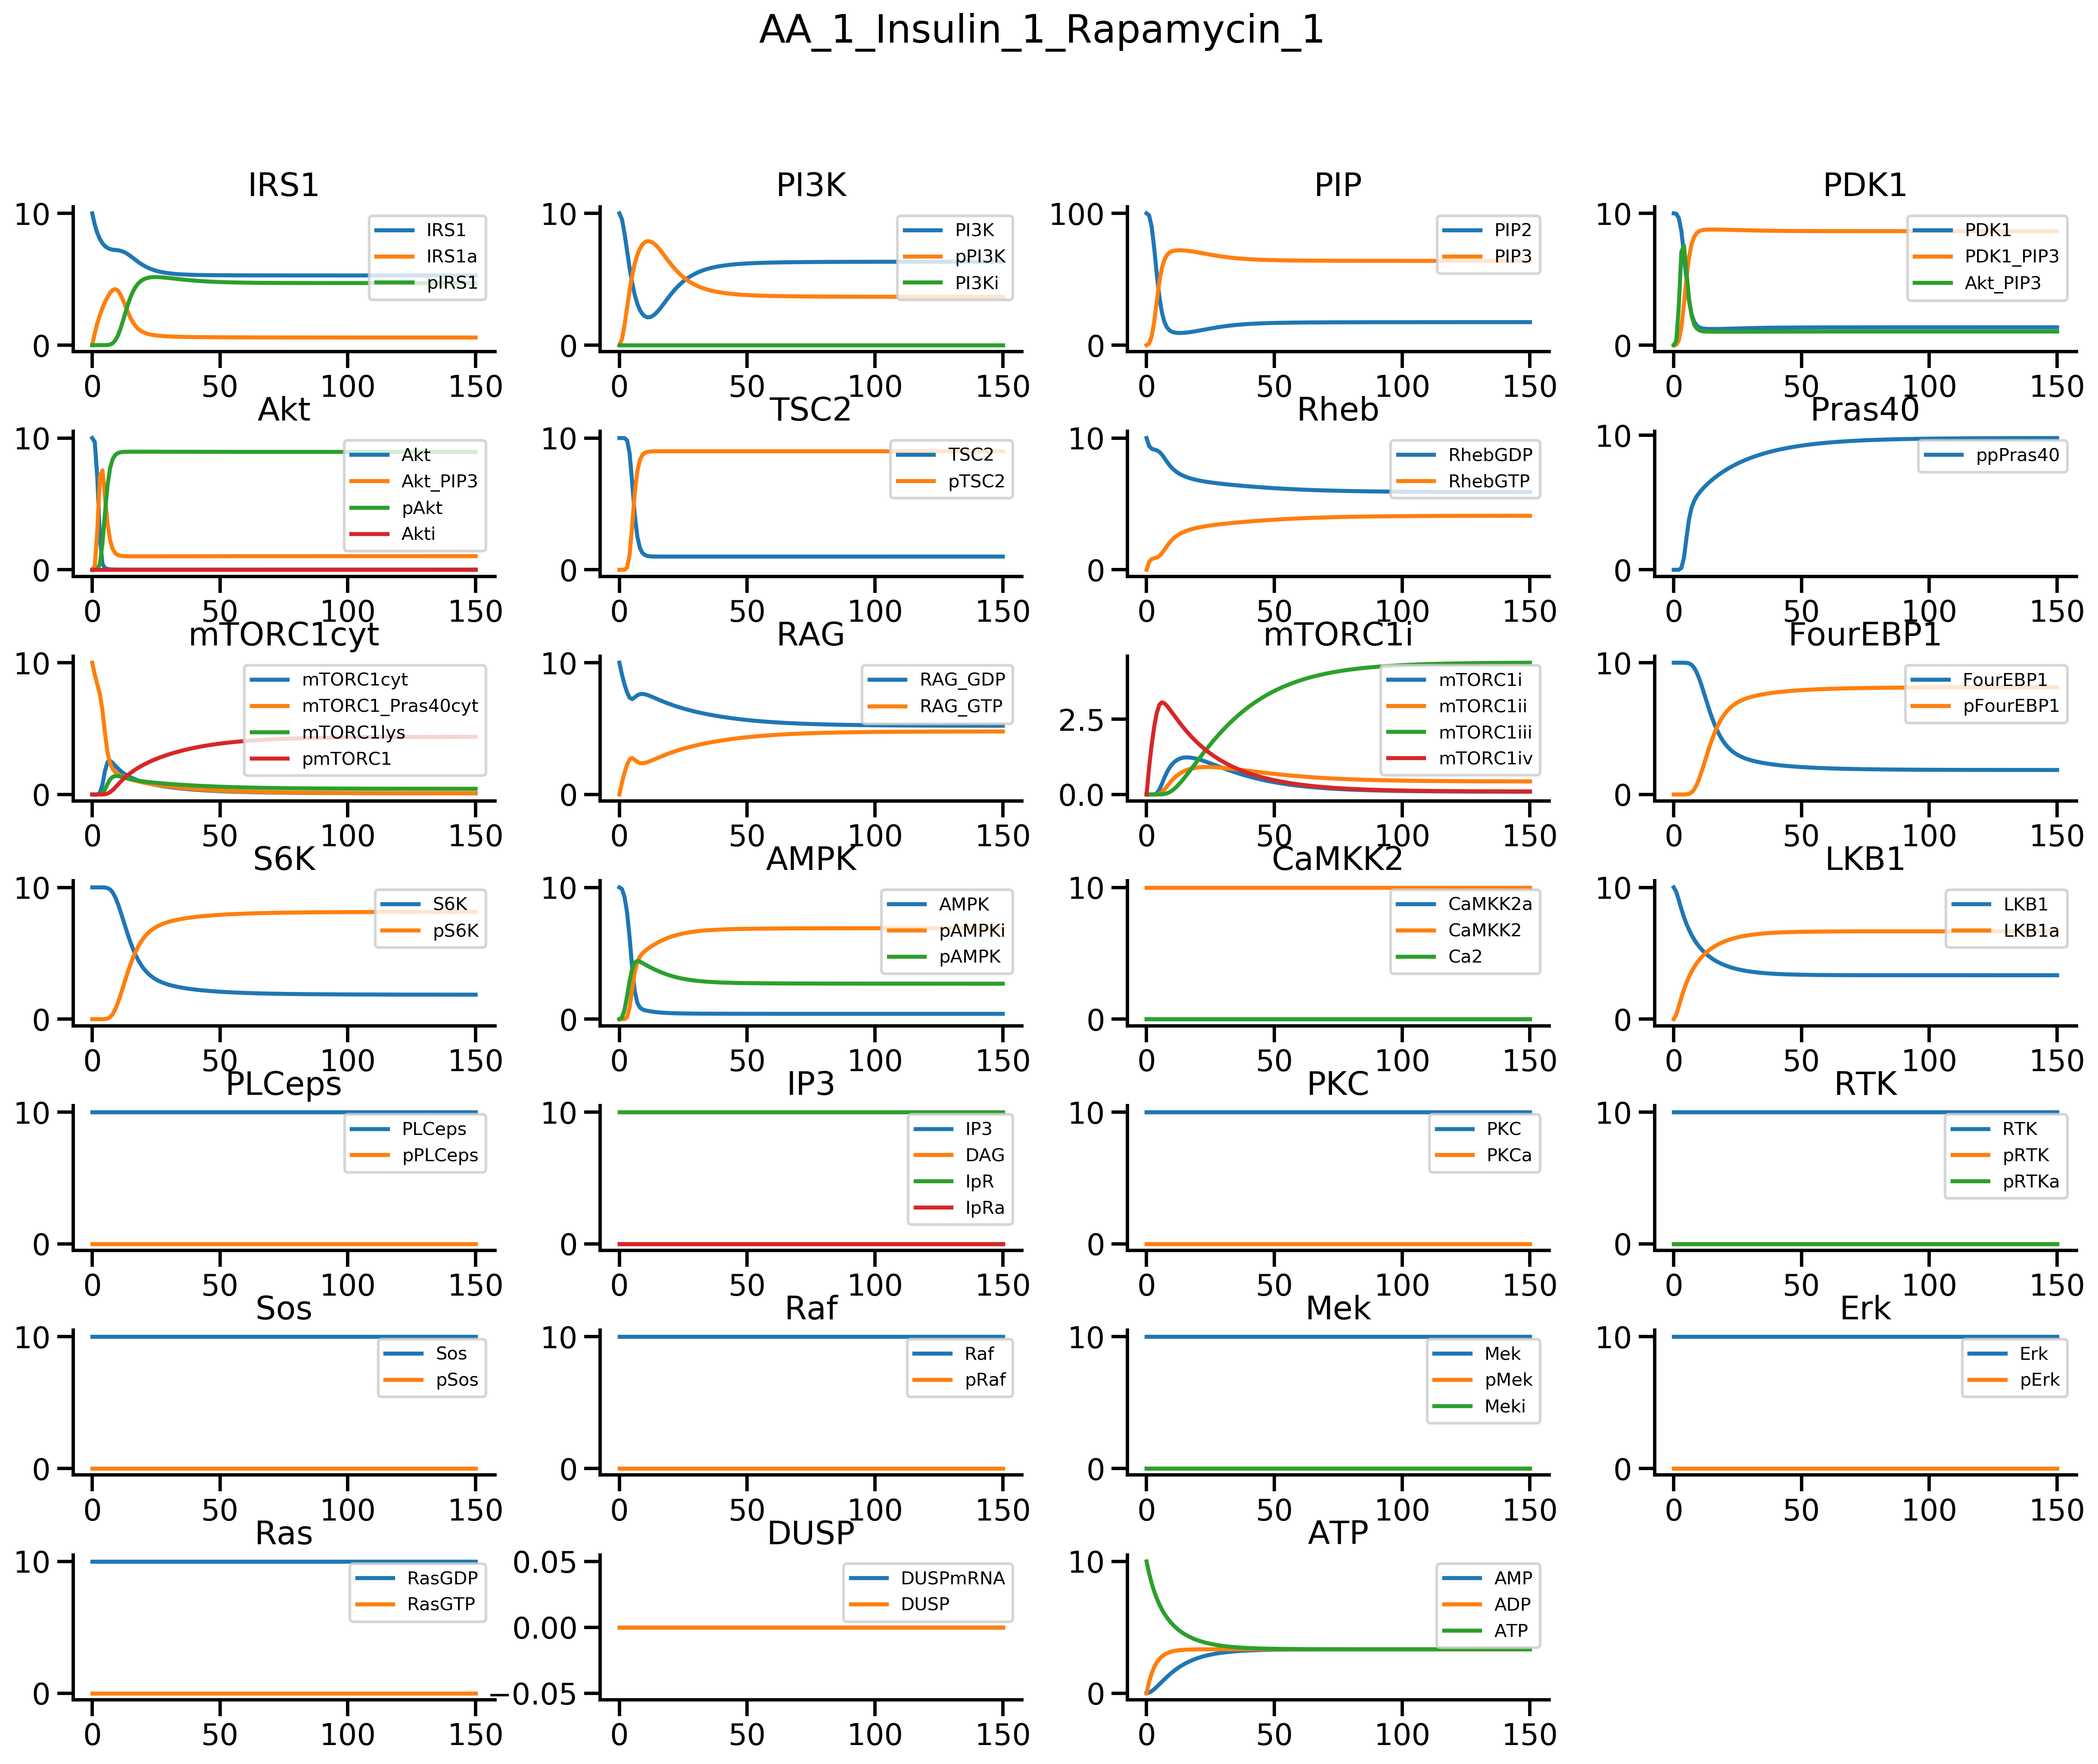 AA_1_Insulin_1_Rapamycin_1
IRS1
10
0
0 50 100 150
IRS1
IRS1a
pIRS1
PI3K
10
0
0 50 100 150
PI3K
pPI3K
PI3Ki
PIP
100
0
0 50 100 150
PIP2
PIP3
PDK1
10
0
0 50 100 150
PDK1
PDK1_PIP3
Akt_PIP3
Akt
10
0
0 50 100 150
Akt
Akt_PIP3
pAkt
Akti
TSC2
10
0
0 50 100 150
TSC2
pTSC2
Rheb
10
0
0 50 100 150
RhebGDP
RhebGTP
Pras40
10
0
0 50 100 150
ppPras40
mTORC1cyt
10
0
0 50 100 150
mTORC1cyt
mTORC1_Pras40cyt
mTORC1lys
pmTORC1
RAG
10
0
0 50 100 150
RAG_GDP
RAG_GTP
mTORC1i
2.5
0.0
0 50 100 150
mTORC1i
mTORC1ii
mTORC1iii
mTORC1iv
FourEBP1
10
0
0 50 100 150
FourEBP1
pFourEBP1
S6K
10
0
0 50 100 150
S6K
pS6K
AMPK
10
0
0 50 100 150
AMPK
pAMPKi
pAMPK
CaMKK2
10
0
0 50 100 150
CaMKK2a
CaMKK2
Ca2
LKB1
10
0
0 50 100 150
LKB1
LKB1a
PLCeps
10
0
0 50 100 150
PLCeps
pPLCeps
IP3
10
0
0 50 100 150
IP3
DAG
IpR
IpRa
PKC
10
0
0 50 100 150
PKC
PKCa
RTK
10
0
0 50 100 150
RTK
pRTK
pRTKa
Sos
10
0
0 50 100 150
Sos
pSos
Raf
10
0
0 50 100 150
Raf
pRaf
Mek
10
0
0 50 100 150
Mek
pMek
Meki
Erk
10
0
0 50 100 150
Erk
pErk
Ras
10
0
0 50 100 150
RasGDP
RasGTP
DUSP
0.05
0.00
−0.05
0 50 100 150
DUSPmRNA
DUSP
ATP
10
0
0 50 100 150
AMP
ADP
ATP